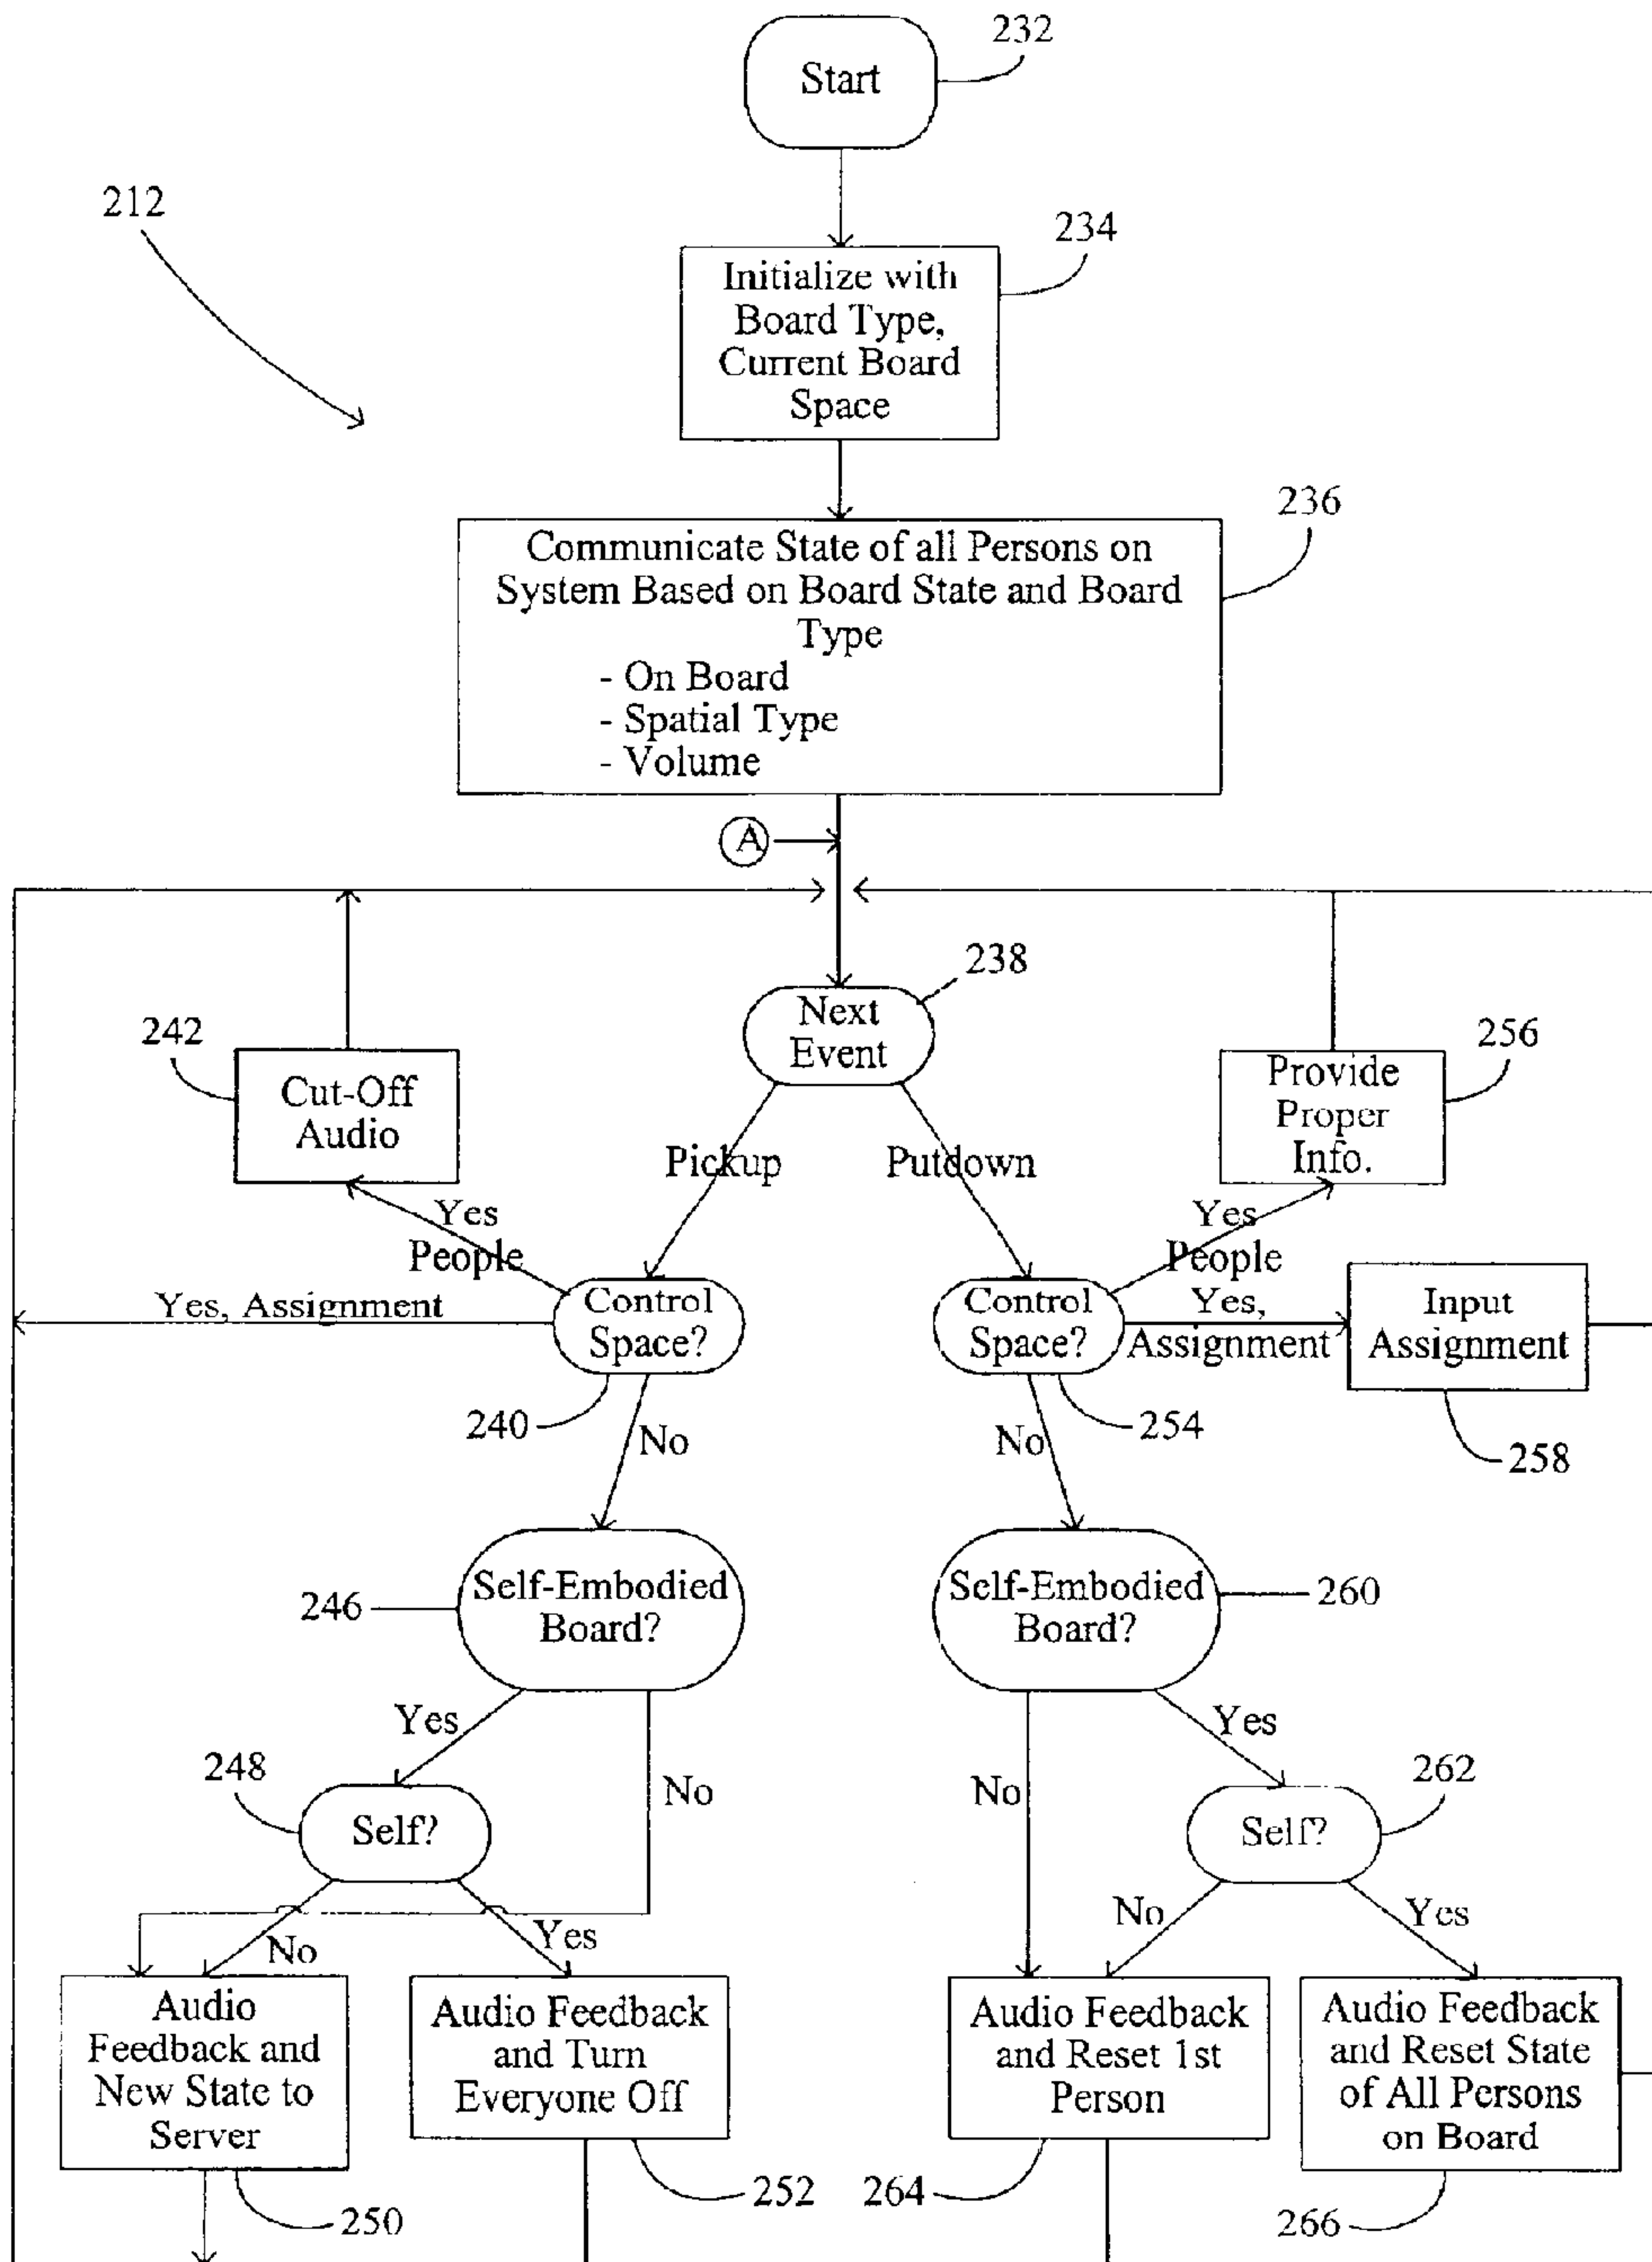 232
Start
212
234
Initialize with
Board Type,
Current Board
Space
236
Communicate State of all Persons on
System Based on Board State and Board
Type
- On Board
- Spatial Type
- Volume
A
238
Next
Event
242
Cut-Off
Audio
256
Provide
Proper
Info.
Pickup
Putdown
Yes
People
Yes
People
Yes, Assignment
Control
Space?
Control
Space?
Yes,
Assignment
Input
Assignment
240
No
No
254
258
246
Self-Embodied
Board?
Self-Embodied
Board?
260
Yes
No
No
Yes
248
Self?
262
Self?
No
Yes
No
Yes
Audio
Feedback and
New State to
Server
Audio Feedback
and Turn
Everyone Off
Audio Feedback
and Reset 1st
Person
Audio Feedback
and Reset State
of All Persons
on Board
250
252
264
266